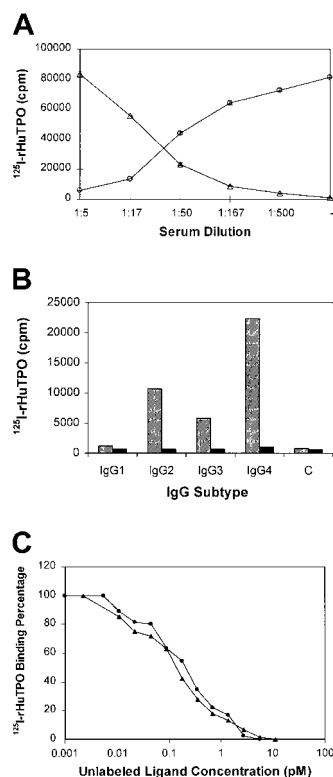 A
¹²⁵I-rHuTPO (cpm)
100000
80000
60000
40000
20000
0
1:5 1:17 1:50 1:167 1:500 -
Serum Dilution
B
¹²⁵I-rHuTPO (cpm)
25000
20000
15000
10000
5000
0
IgG1 IgG2 IgG3 IgG4 C
IgG Subtype
C
¹²⁵I-rHuTPO Binding Percentage
120
100
80
60
40
20
0
0.001 0.01 0.1 1 10 100
Unlabeled Ligand Concentration (pM)